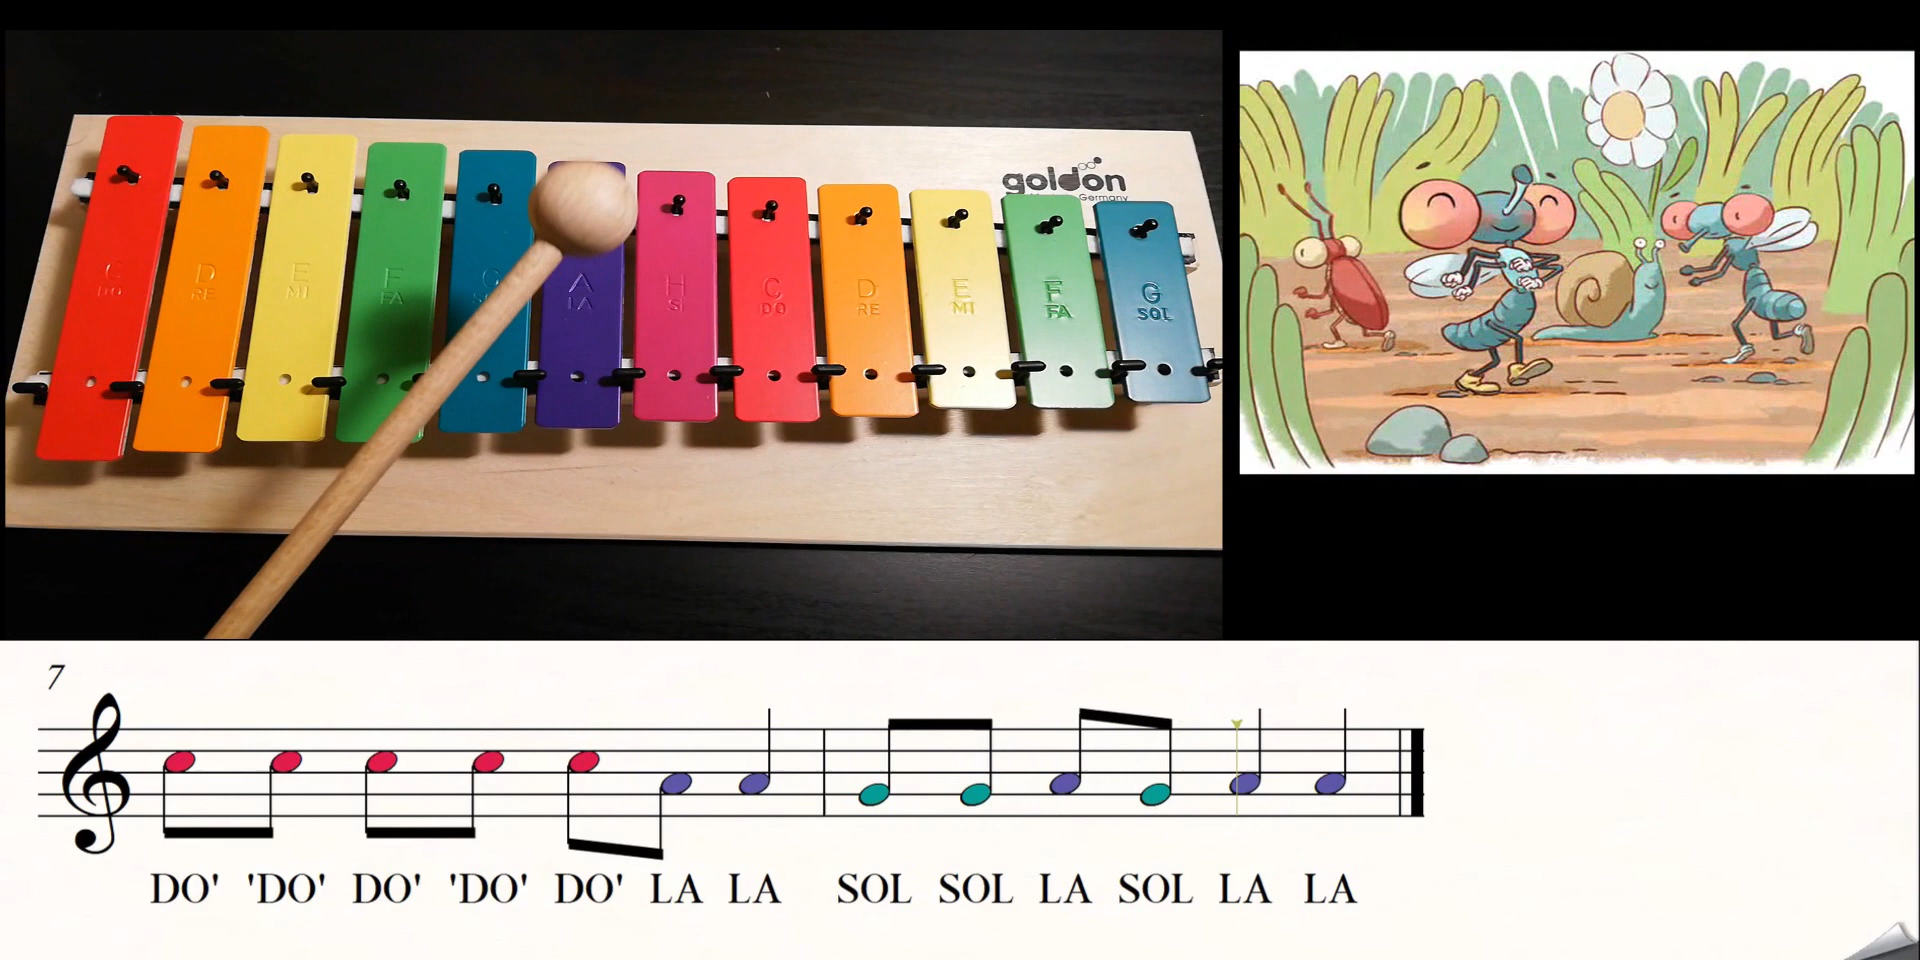 goldon
Germany
C D E F G A H C D E F G
DO RE MI FA LA SI DO RE MI FA SOL
7
DO' 'DO' DO' 'DO' DO' LA LA SOL SOL LA SOL LA LA